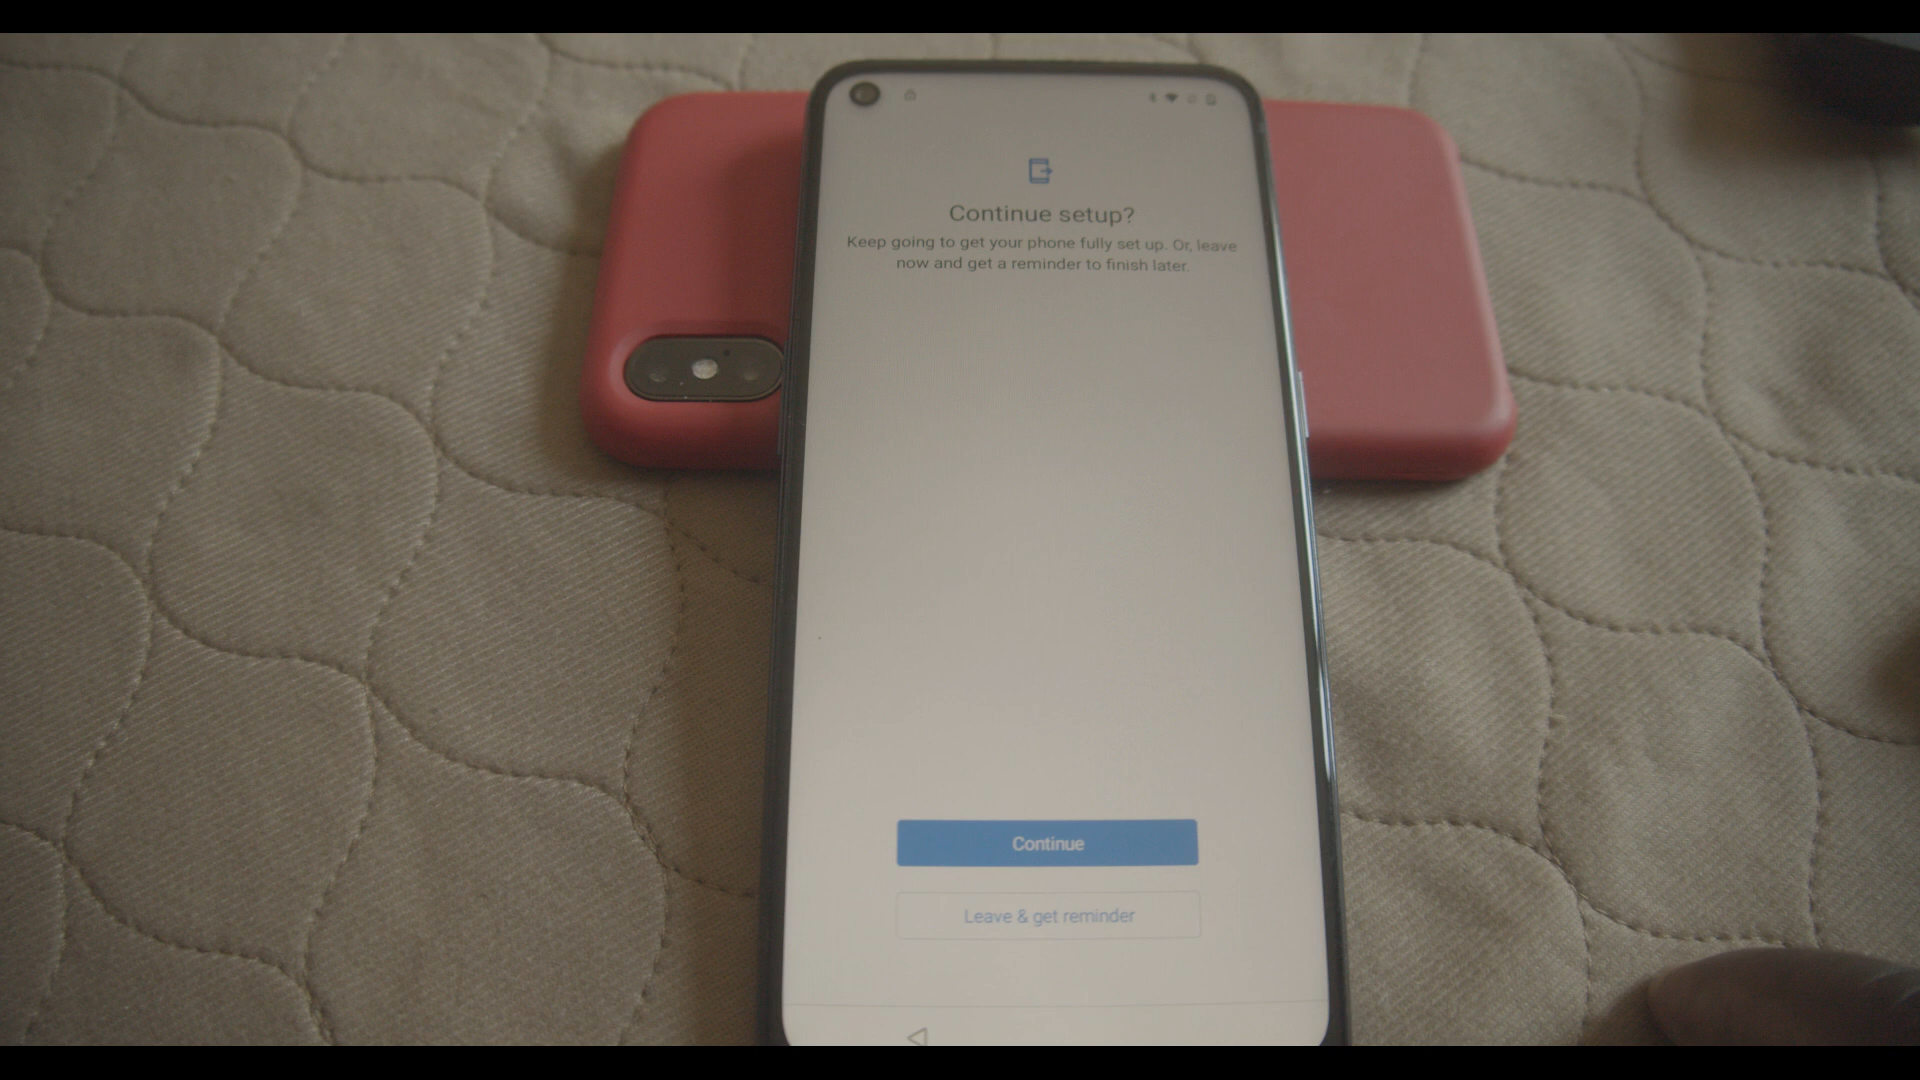 Continue setup?
Keep going to get your phone fully set up. Or, leave
now and get a reminder to finish later.
Continue
Leave & get reminder